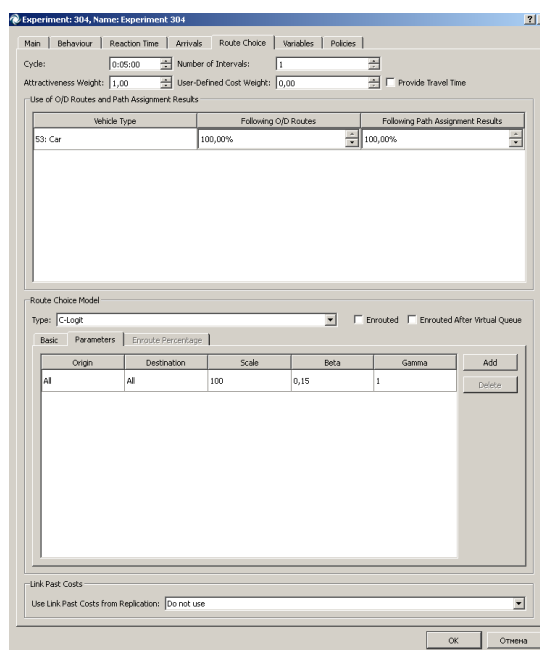 Experiment: 304, Name: Experiment 304
Main Behaviour Reaction Time Arrivals Route Choice Variables Policies
Cycle: 0:05:00 Number of Intervals: 1
Attractiveness Weight: 1,00 User-Defined Cost Weight: 0,00 Provide Travel Time
Use of O/D Routes and Path Assignment Results
Vehicle Type Following O/D Routes Following Path Assignment Results
53: Car 100,00% 100,00%
Route Choice Model
Type: C-Logit Enrouted Enrouted After Virtual Queue
Basic Parameters Enroute Percentage
Origin Destination Scale Beta Gamma Add
All All 100 0,15 1 Delete
Link Past Costs
Use Link Past Costs from Replication: Do not use
OK Отмена